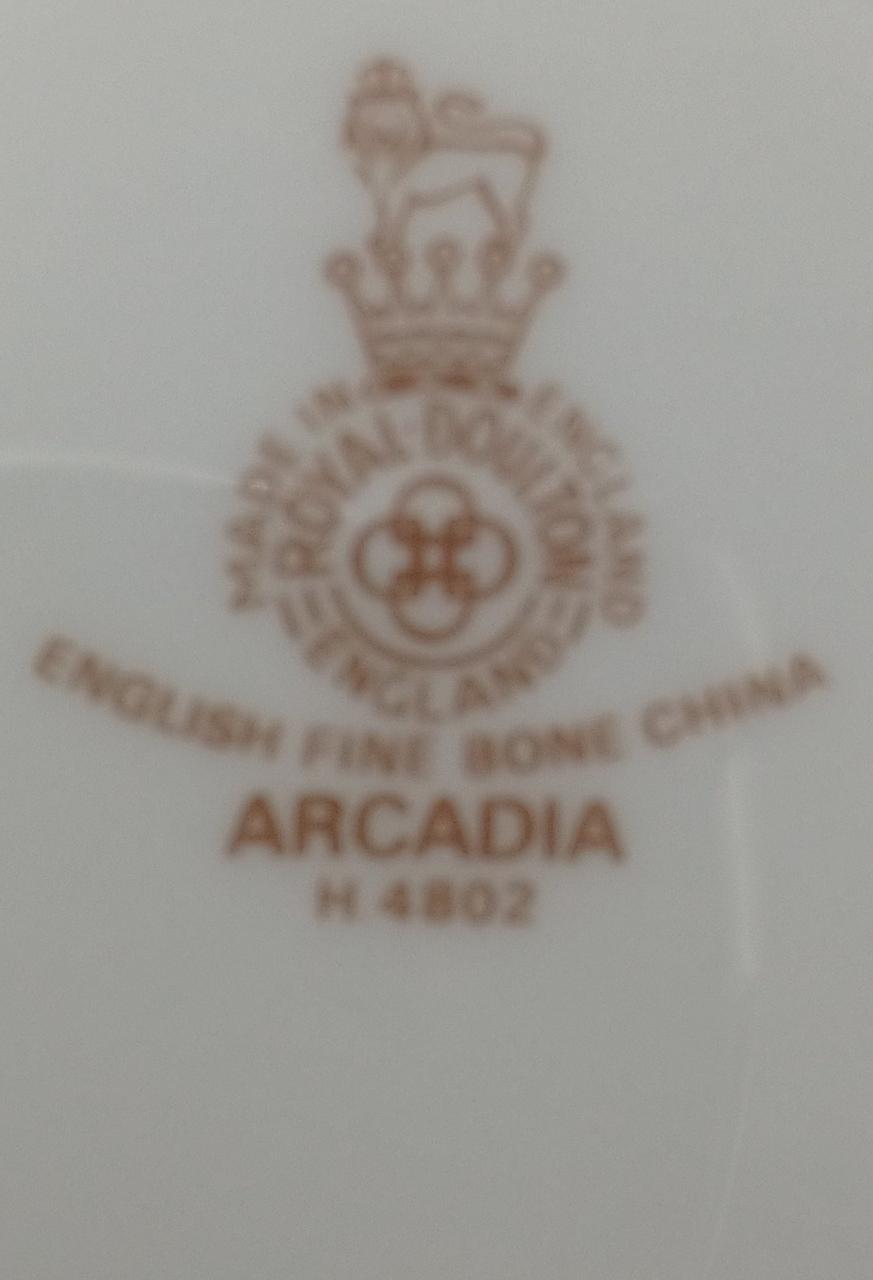 MADE IN ENGLAND
ROYAL DOULTON
ENGLAND
ENGLISH FINE BONE CHINA
ARCADIA
H 4802